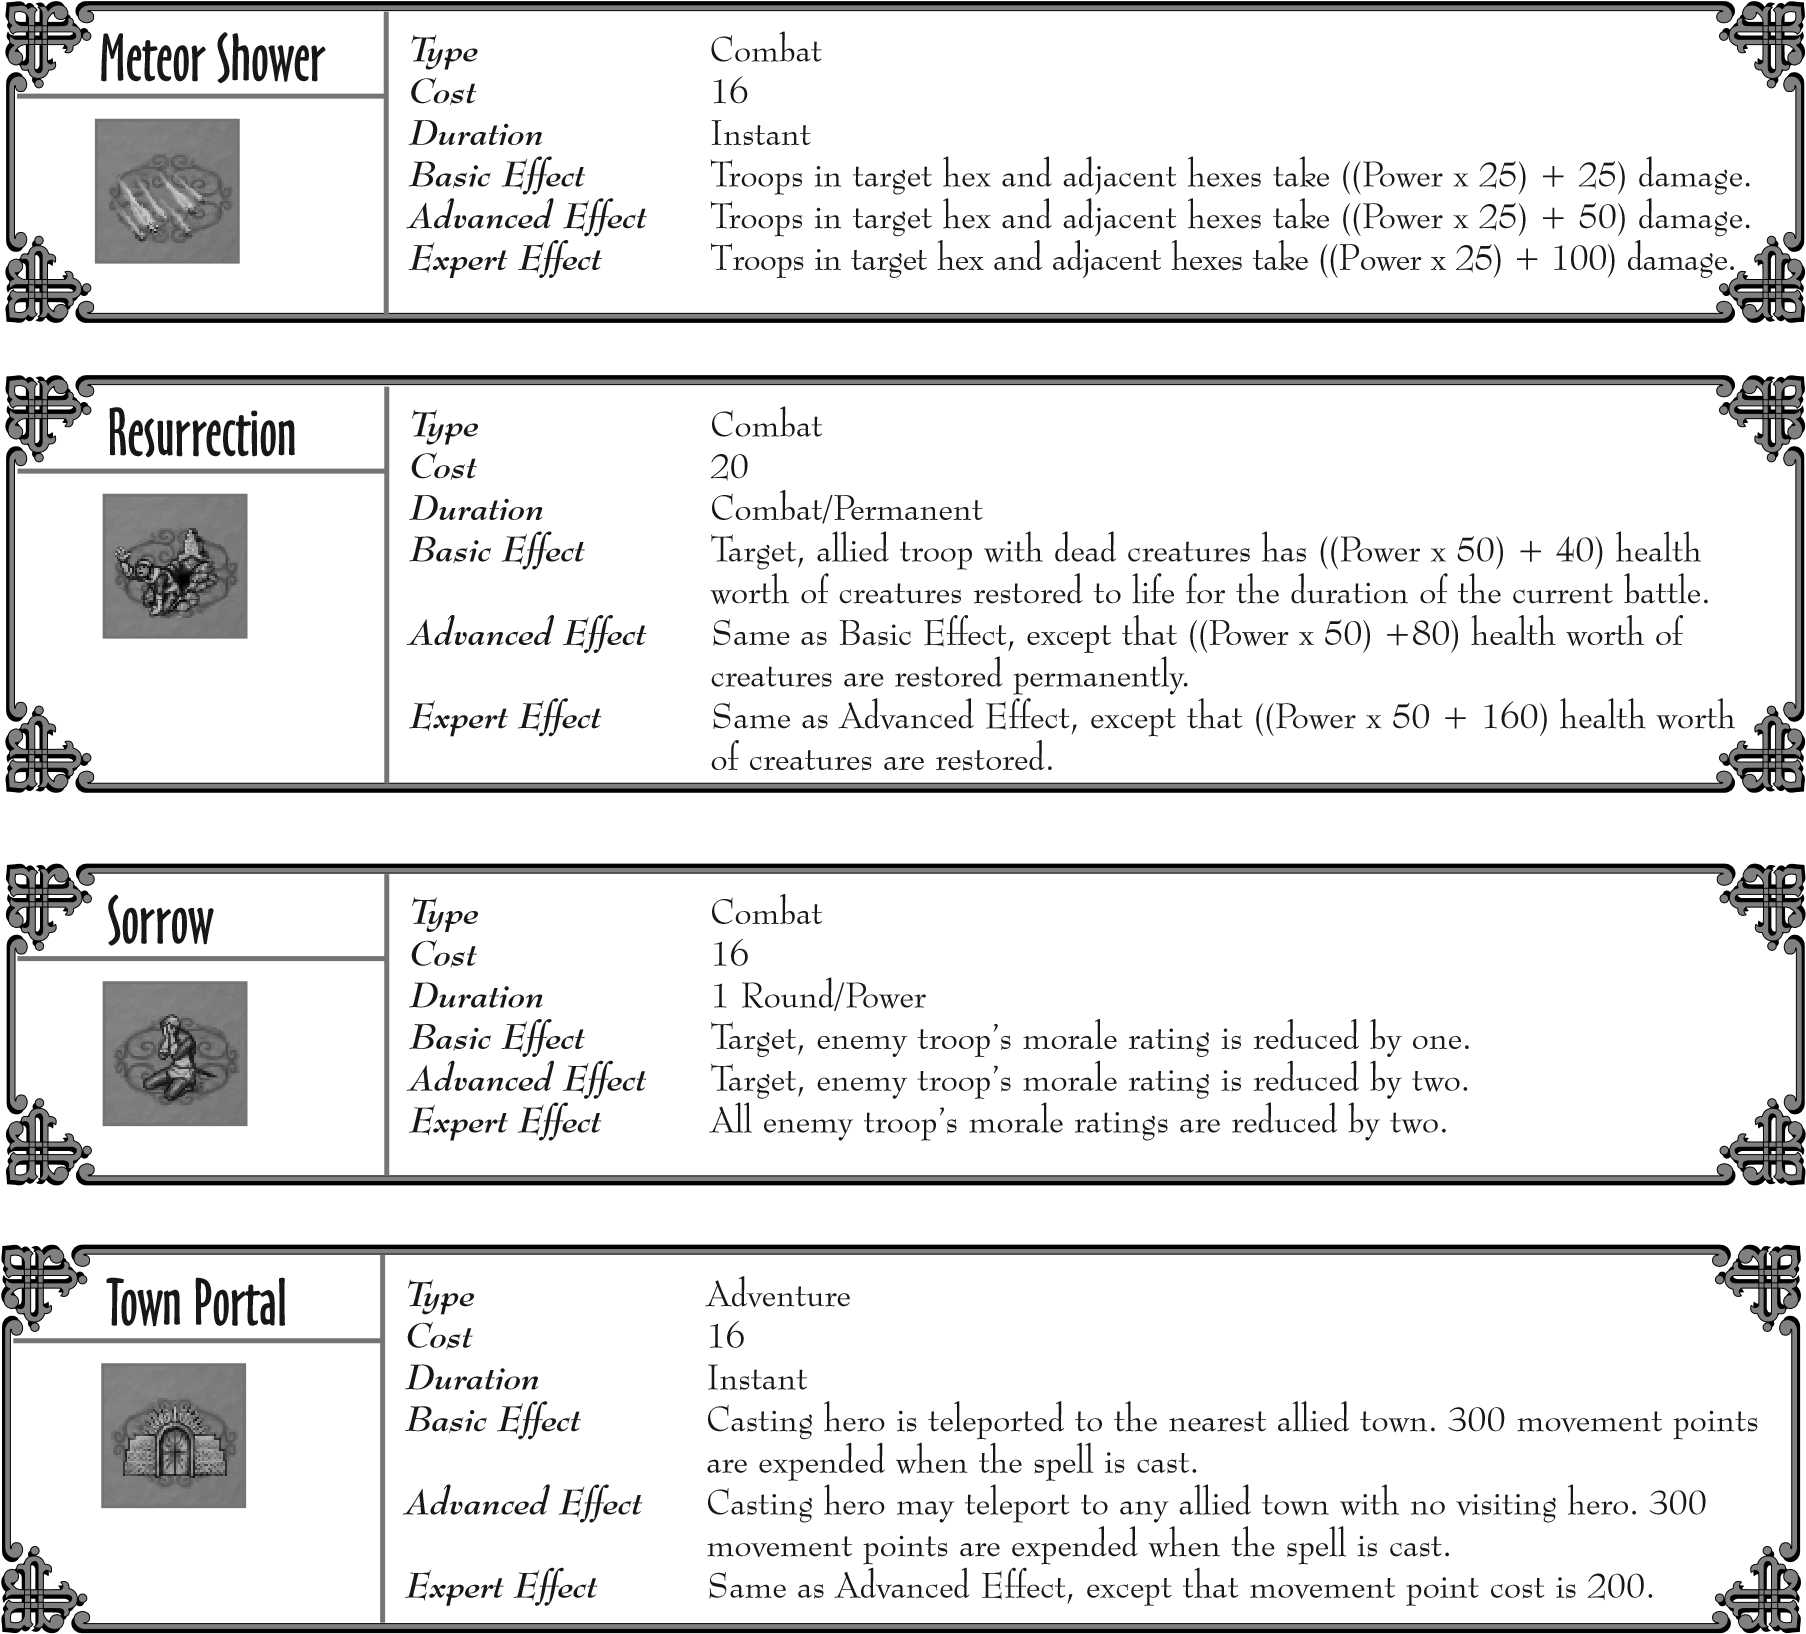 Meteor Shower
Type Combat
Cost 16
Duration Instant
Basic Effect Troops in target hex and adjacent hexes take ((Power x 25) + 25) damage.
Advanced Effect Troops in target hex and adjacent hexes take ((Power x 25) + 50) damage.
Expert Effect Troops in target hex and adjacent hexes take ((Power x 25) + 100) damage.
Resurrection
Type Combat
Cost 20
Duration Combat/Permanent
Basic Effect Target, allied troop with dead creatures has ((Power x 50) + 40) health
worth of creatures restored to life for the duration of the current battle.
Advanced Effect Same as Basic Effect, except that ((Power x 50) +80) health worth of
creatures are restored permanently.
Expert Effect Same as Advanced Effect, except that ((Power x 50 + 160) health worth
of creatures are restored.
Sorrow
Type Combat
Cost 16
Duration 1 Round/Power
Basic Effect Target, enemy troop's morale rating is reduced by one.
Advanced Effect Target, enemy troop's morale rating is reduced by two.
Expert Effect All enemy troop's morale ratings are reduced by two.
Town Portal
Type Adventure
Cost 16
Duration Instant
Basic Effect Casting hero is teleported to the nearest allied town. 300 movement points
are expended when the spell is cast.
Advanced Effect Casting hero may teleport to any allied town with no visiting hero. 300
movement points are expended when the spell is cast.
Expert Effect Same as Advanced Effect, except that movement point cost is 200.